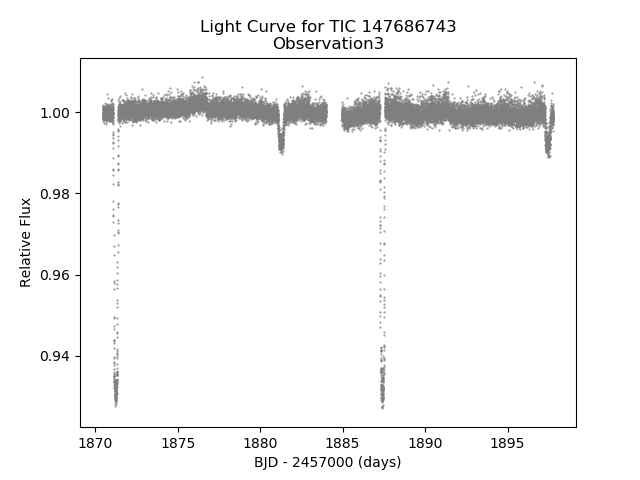 Light Curve for TIC 147686743
Observation3
Relative Flux
1.00
0.98
0.96
0.94
1870 1875 1880 1885 1890 1895
BJD - 2457000 (days)